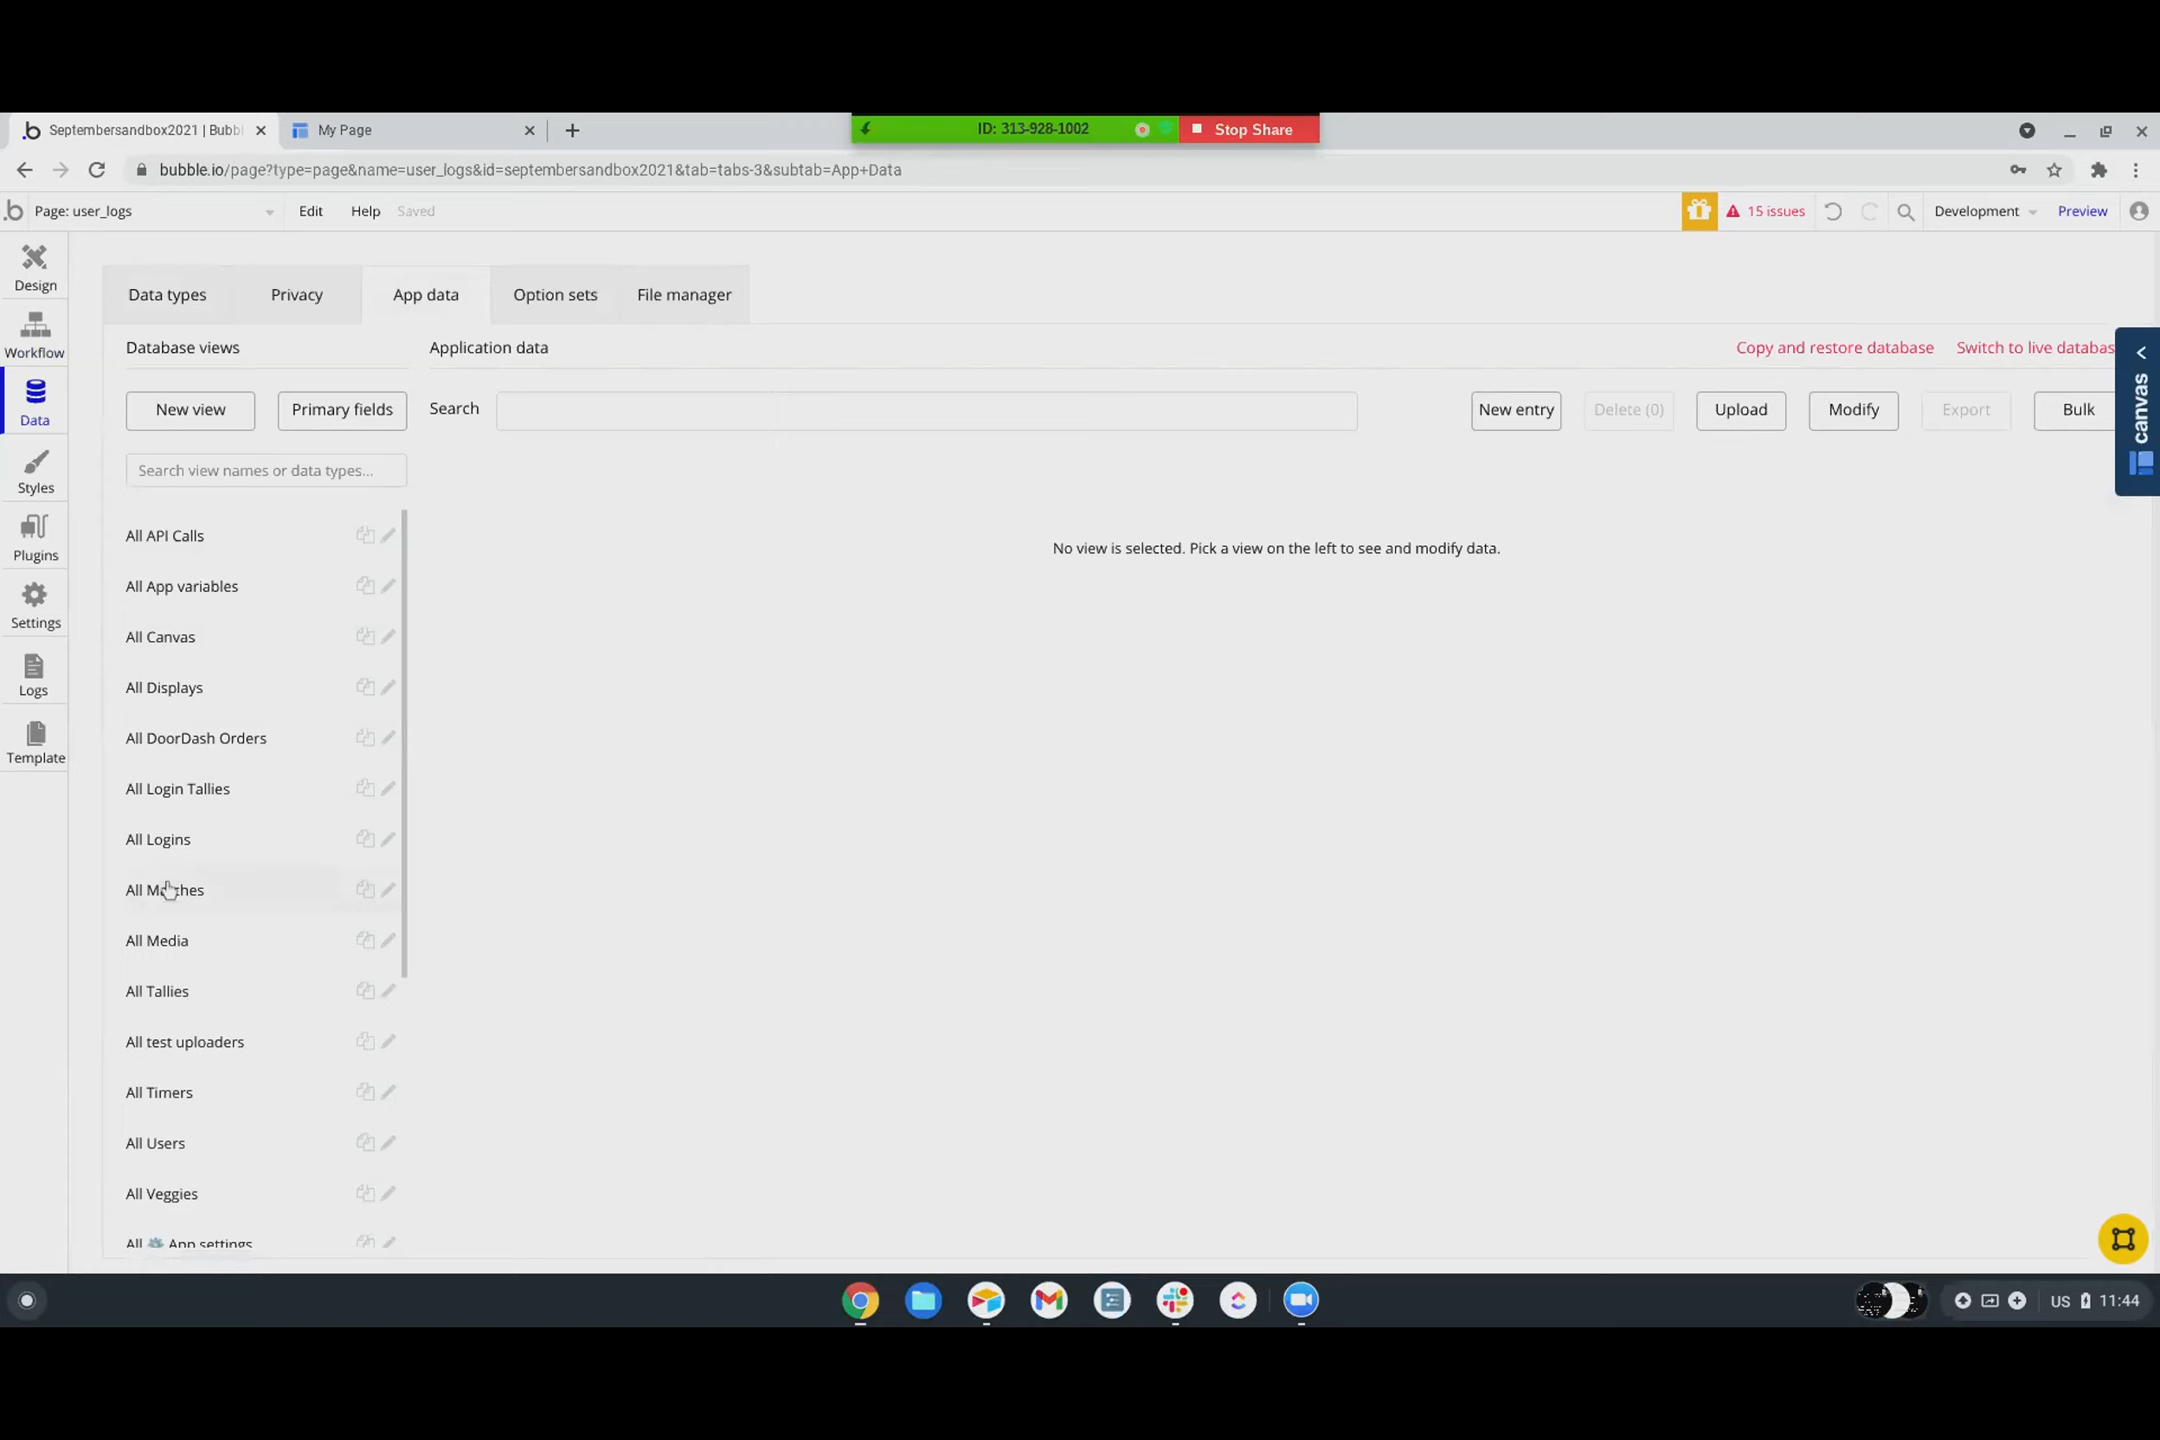 Septembersandbox2021 | Bubbl
My Page
ID: 313-928-1002
Stop Share
bubble.io/page?type=page&name=user_logs&id=septembersandbox2021&tab=tabs-3&subtab=App+Data
Page: user_logs
Edit
Help
Saved
15 issues
Development
Preview
Design
Workflow
Data
Styles
Plugins
Settings
Logs
Template
Data types
Privacy
App data
Option sets
File manager
Database views
Application data
Copy and restore database
Switch to live databas
New view
Primary fields
Search
New entry
Delete (0)
Upload
Modify
Export
Bulk
canvas
Search view names or data types...
No view is selected. Pick a view on the left to see and modify data.
All API Calls
All App variables
All Canvas
All Displays
All DoorDash Orders
All Login Tallies
All Logins
All
All Media
All Tallies
All test uploaders
All Timers
All Users
All Veggies
All ⚙️ App settings
US
11:44